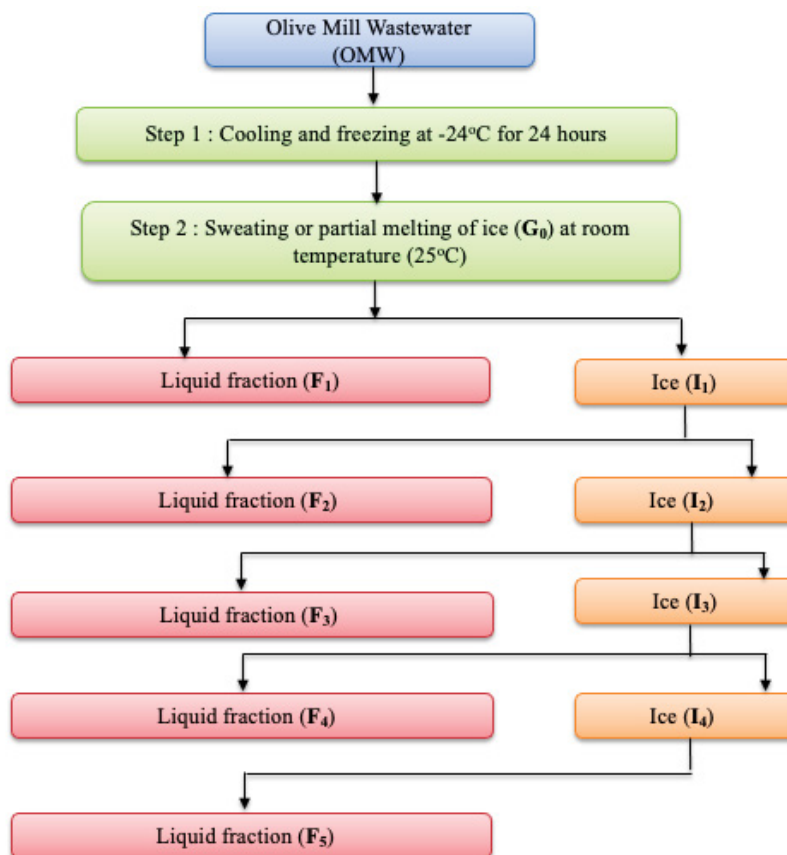 Olive Mill Wastewater
(OMW)
Step 1 : Cooling and freezing at -24°C for 24 hours
Step 2 : Sweating or partial melting of ice (G₀) at room
temperature (25°C)
Liquid fraction (F₁)
Ice (I₁)
Liquid fraction (F₂)
Ice (I₂)
Liquid fraction (F₃)
Ice (I₃)
Liquid fraction (F₄)
Ice (I₄)
Liquid fraction (F₅)